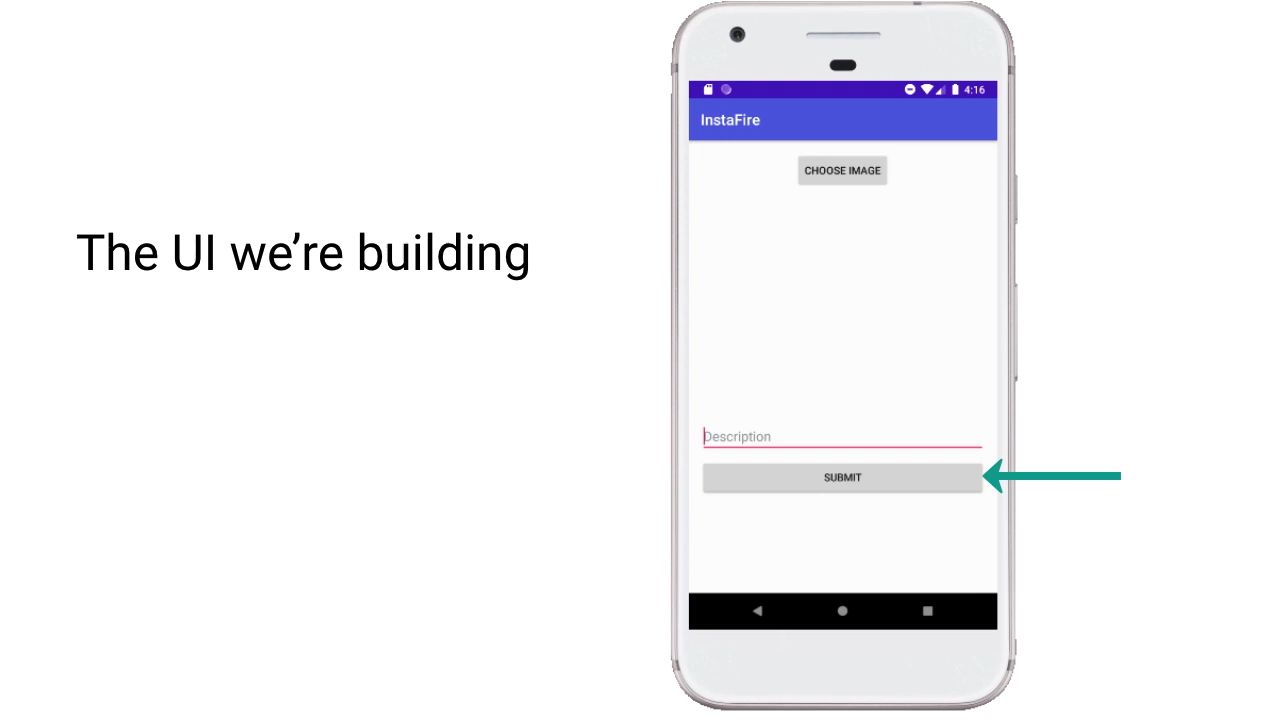 The UI we’re building
4:16
InstaFire
CHOOSE IMAGE
Description
SUBMIT